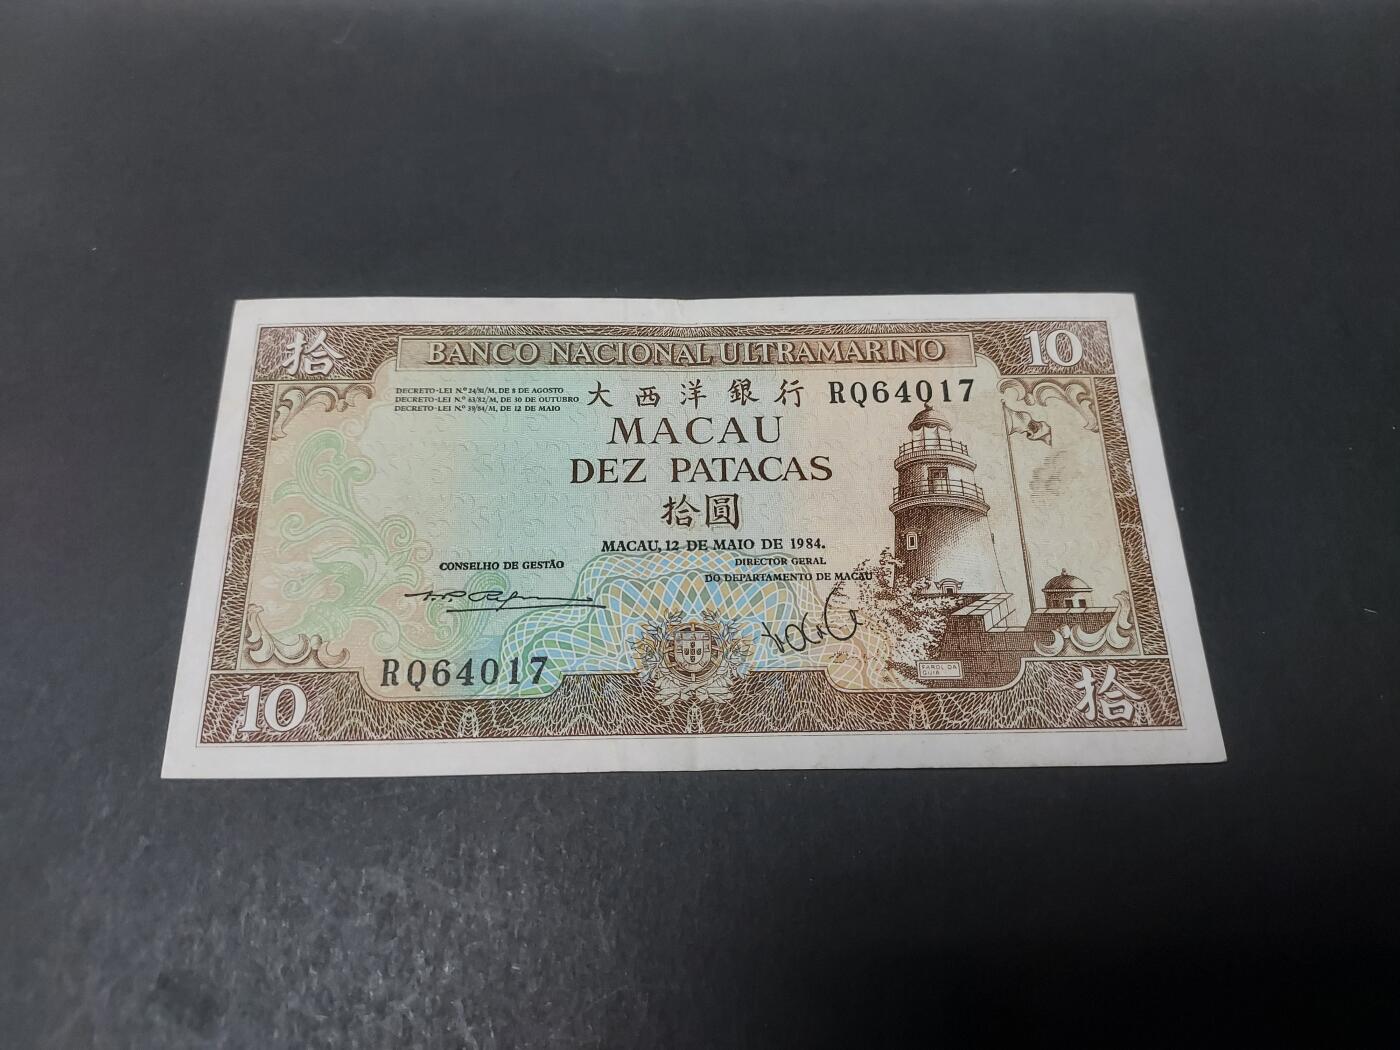 拾
BANCO NACIONAL ULTRAMARINO
10
DECRETO-LEI N.º 24/81/M, DE 8 DE AGOSTO
DECRETO-LEI N.º 63/82/M, DE 30 DE OUTUBRO
DECRETO-LEI N.º 39/84/M, DE 12 DE MAIO
大西洋銀行
RQ64017
MACAU
DEZ PATACAS
拾圓
MACAU, 12 DE MAIO DE 1984.
CONSELHO DE GESTÃO
DIRECTOR GERAL
DO DEPARTAMENTO DE MACAU
RQ64017
FAROL DA
GUIA
10
拾